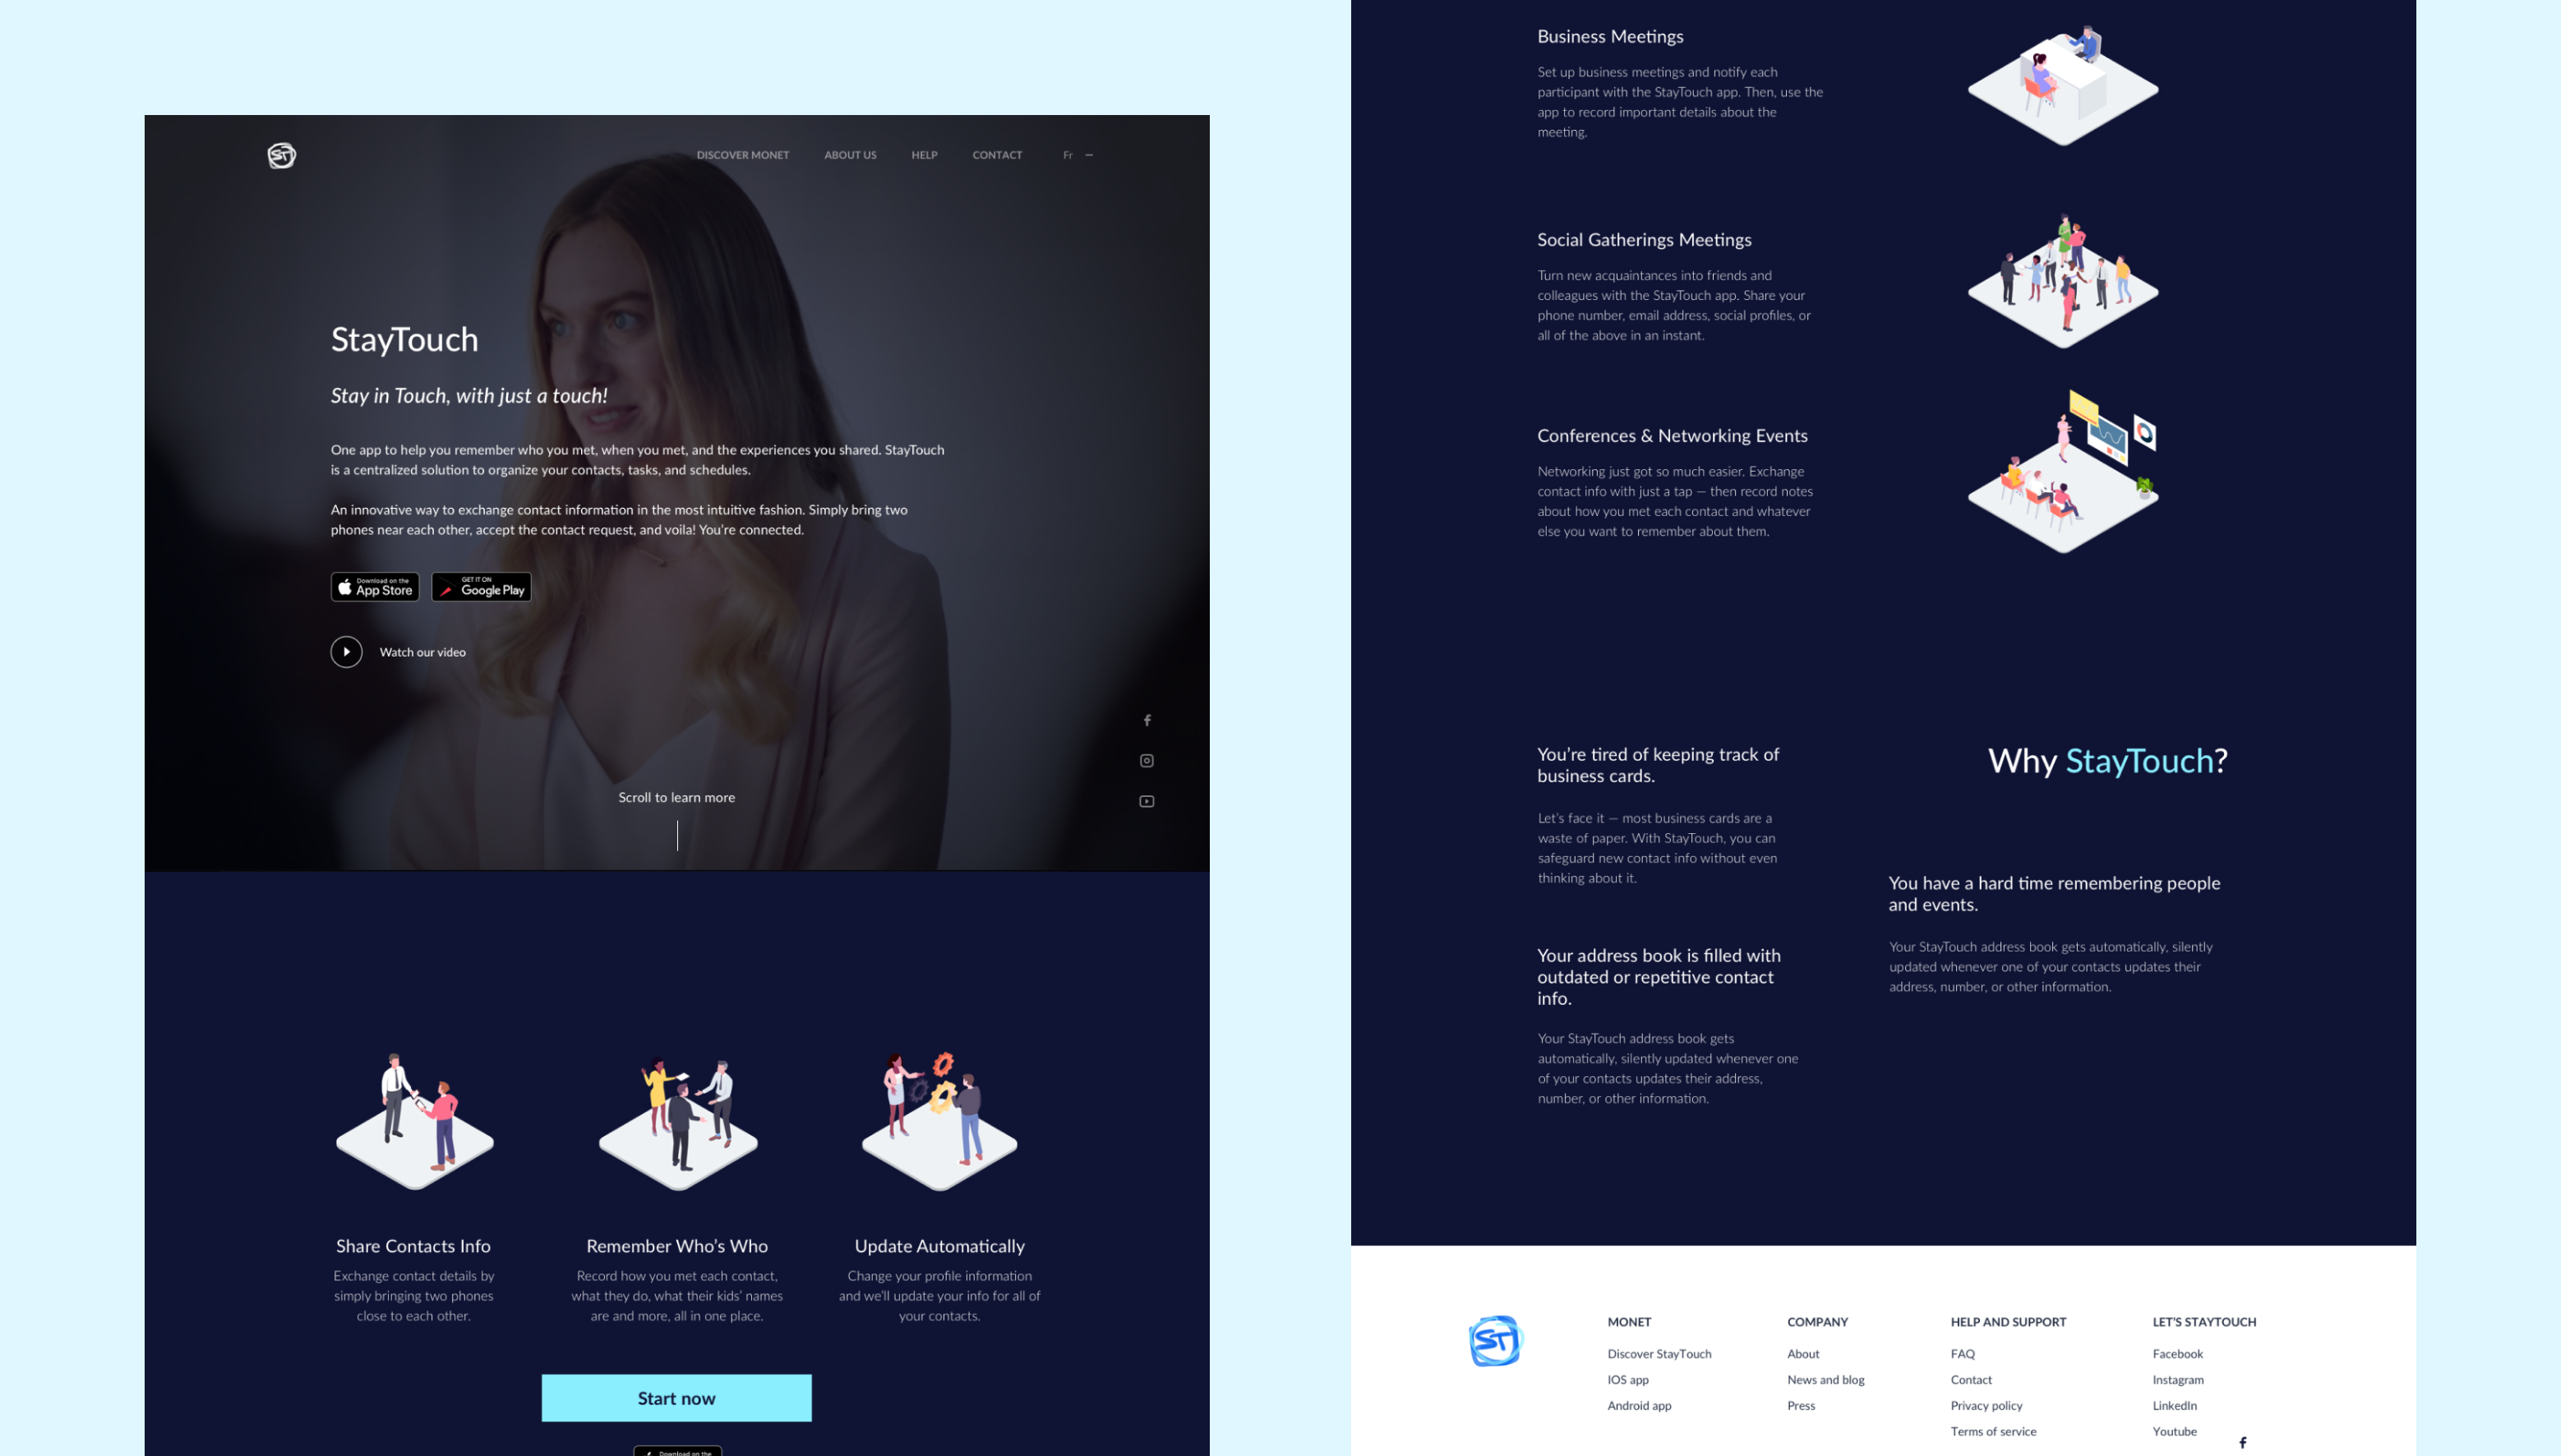 ST
DISCOVER MONET ABOUT US HELP CONTACT Fr
StayTouch
Stay in Touch, with just a touch!
One app to help you remember who you met, when you met, and the experiences you shared. StayTouch
is a centralized solution to organize your contacts, tasks, and schedules.
An innovative way to exchange contact information in the most intuitive fashion. Simply bring two
phones near each other, accept the contact request, and voila! You're connected.
Download on the
App Store
GET IT ON
Google Play
Watch our video
Scroll to learn more
Share Contacts Info
Exchange contact details by
simply bringing two phones
close to each other.
Remember Who's Who
Record how you met each contact,
what they do, what their kids' names
are and more, all in one place.
Update Automatically
Change your profile information
and we'll update your info for all of
your contacts.
Start now
Download on the
Business Meetings
Set up business meetings and notify each
participant with the StayTouch app. Then, use the
app to record important details about the
meeting.
Social Gatherings Meetings
Turn new acquaintances into friends and
colleagues with the StayTouch app. Share your
phone number, email address, social profiles, or
all of the above in an instant.
Conferences & Networking Events
Networking just got so much easier. Exchange
contact info with just a tap — then record notes
about how you met each contact and whatever
else you want to remember about them.
Why StayTouch?
You're tired of keeping track of
business cards.
Let's face it — most business cards are a
waste of paper. With StayTouch, you can
safeguard new contact info without even
thinking about it.
You have a hard time remembering people
and events.
Your StayTouch address book gets automatically, silently
updated whenever one of your contacts updates their
address, number, or other information.
Your address book is filled with
outdated or repetitive contact
info.
Your StayTouch address book gets
automatically, silently updated whenever one
of your contacts updates their address,
number, or other information.
ST
MONET
Discover StayTouch
IOS app
Android app
COMPANY
About
News and blog
Press
HELP AND SUPPORT
FAQ
Contact
Privacy policy
Terms of service
LET'S STAYTOUCH
Facebook
Instagram
LinkedIn
Youtube